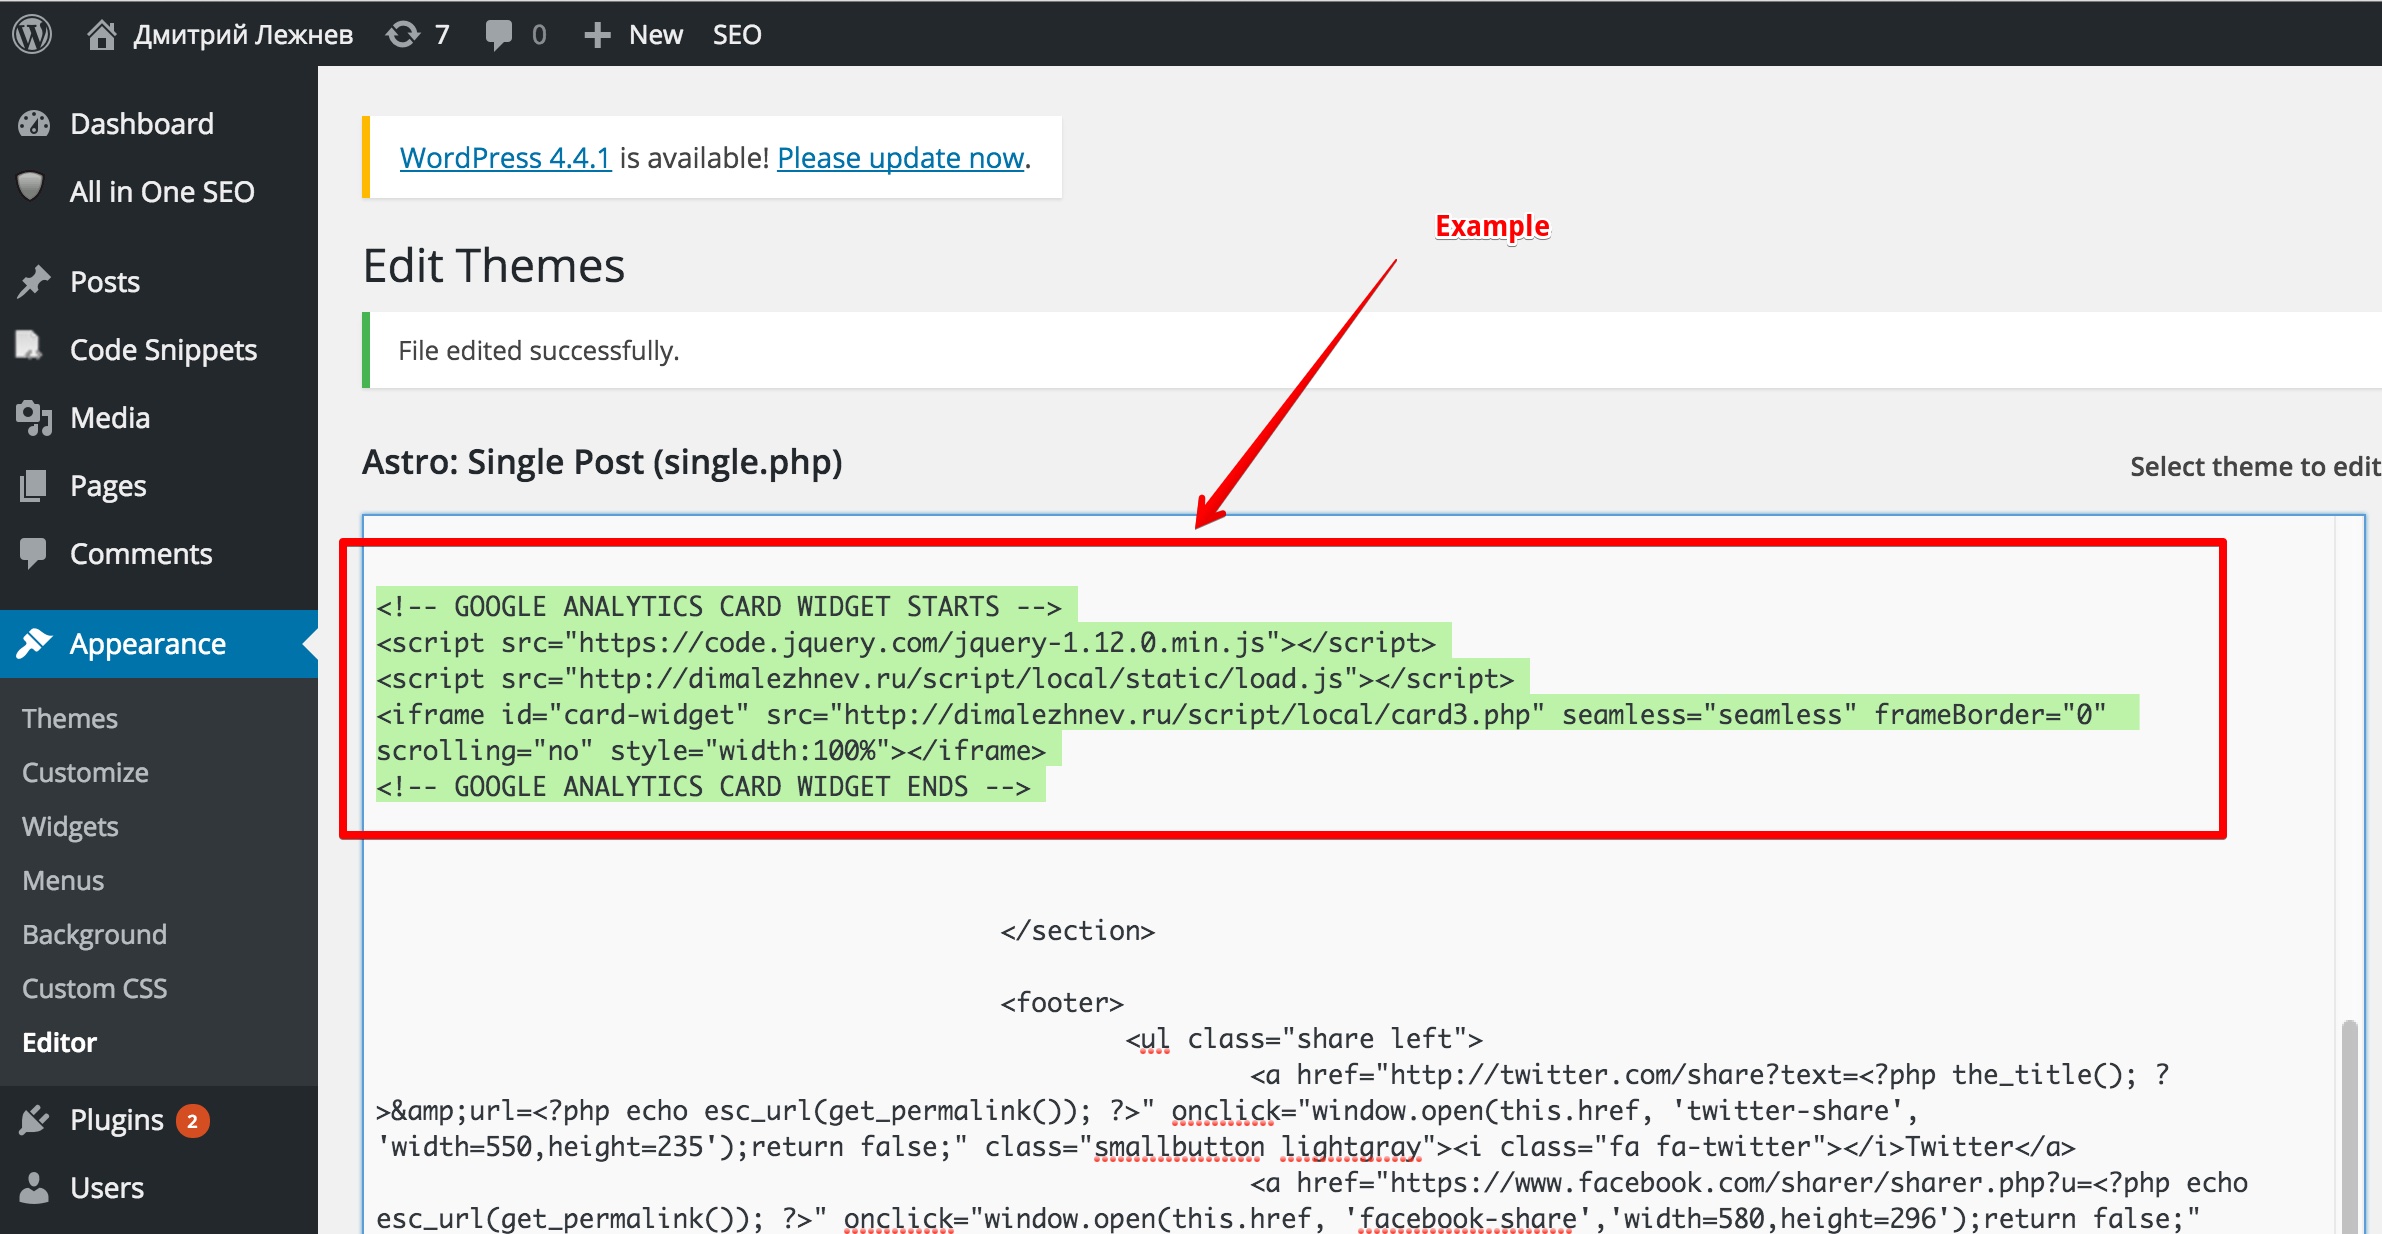 Дмитрий Лежнев 7 0 New SEO
Dashboard
All in One SEO
Posts
Code Snippets
Media
Pages
Comments
Appearance
Themes
Customize
Widgets
Menus
Background
Custom CSS
Editor
Plugins 2
Users
WordPress 4.4.1 is available! Please update now.
Example
Edit Themes
File edited successfully.
Astro: Single Post (single.php)
Select theme to edit
<!-- GOOGLE ANALYTICS CARD WIDGET STARTS -->
<script src="https://code.jquery.com/jquery-1.12.0.min.js"></script>
<script src="http://dimalezhnev.ru/script/local/static/load.js"></script>
<iframe id="card-widget" src="http://dimalezhnev.ru/script/local/card3.php" seamless="seamless" frameBorder="0"
scrolling="no" style="width:100%"></iframe>
<!-- GOOGLE ANALYTICS CARD WIDGET ENDS -->
</section>
<footer>
<ul class="share left">
<a href="http://twitter.com/share?text=<?php the_title(); ?
>&amp;url=<?php echo esc_url(get_permalink()); ?>" onclick="window.open(this.href, 'twitter-share',
'width=550,height=235');return false;" class="smallbutton lightgray"><i class="fa fa-twitter"></i>Twitter</a>
<a href="https://www.facebook.com/sharer/sharer.php?u=<?php echo
esc_url(get_permalink()); ?>" onclick="window.open(this.href, 'facebook-share','width=580,height=296');return false;"